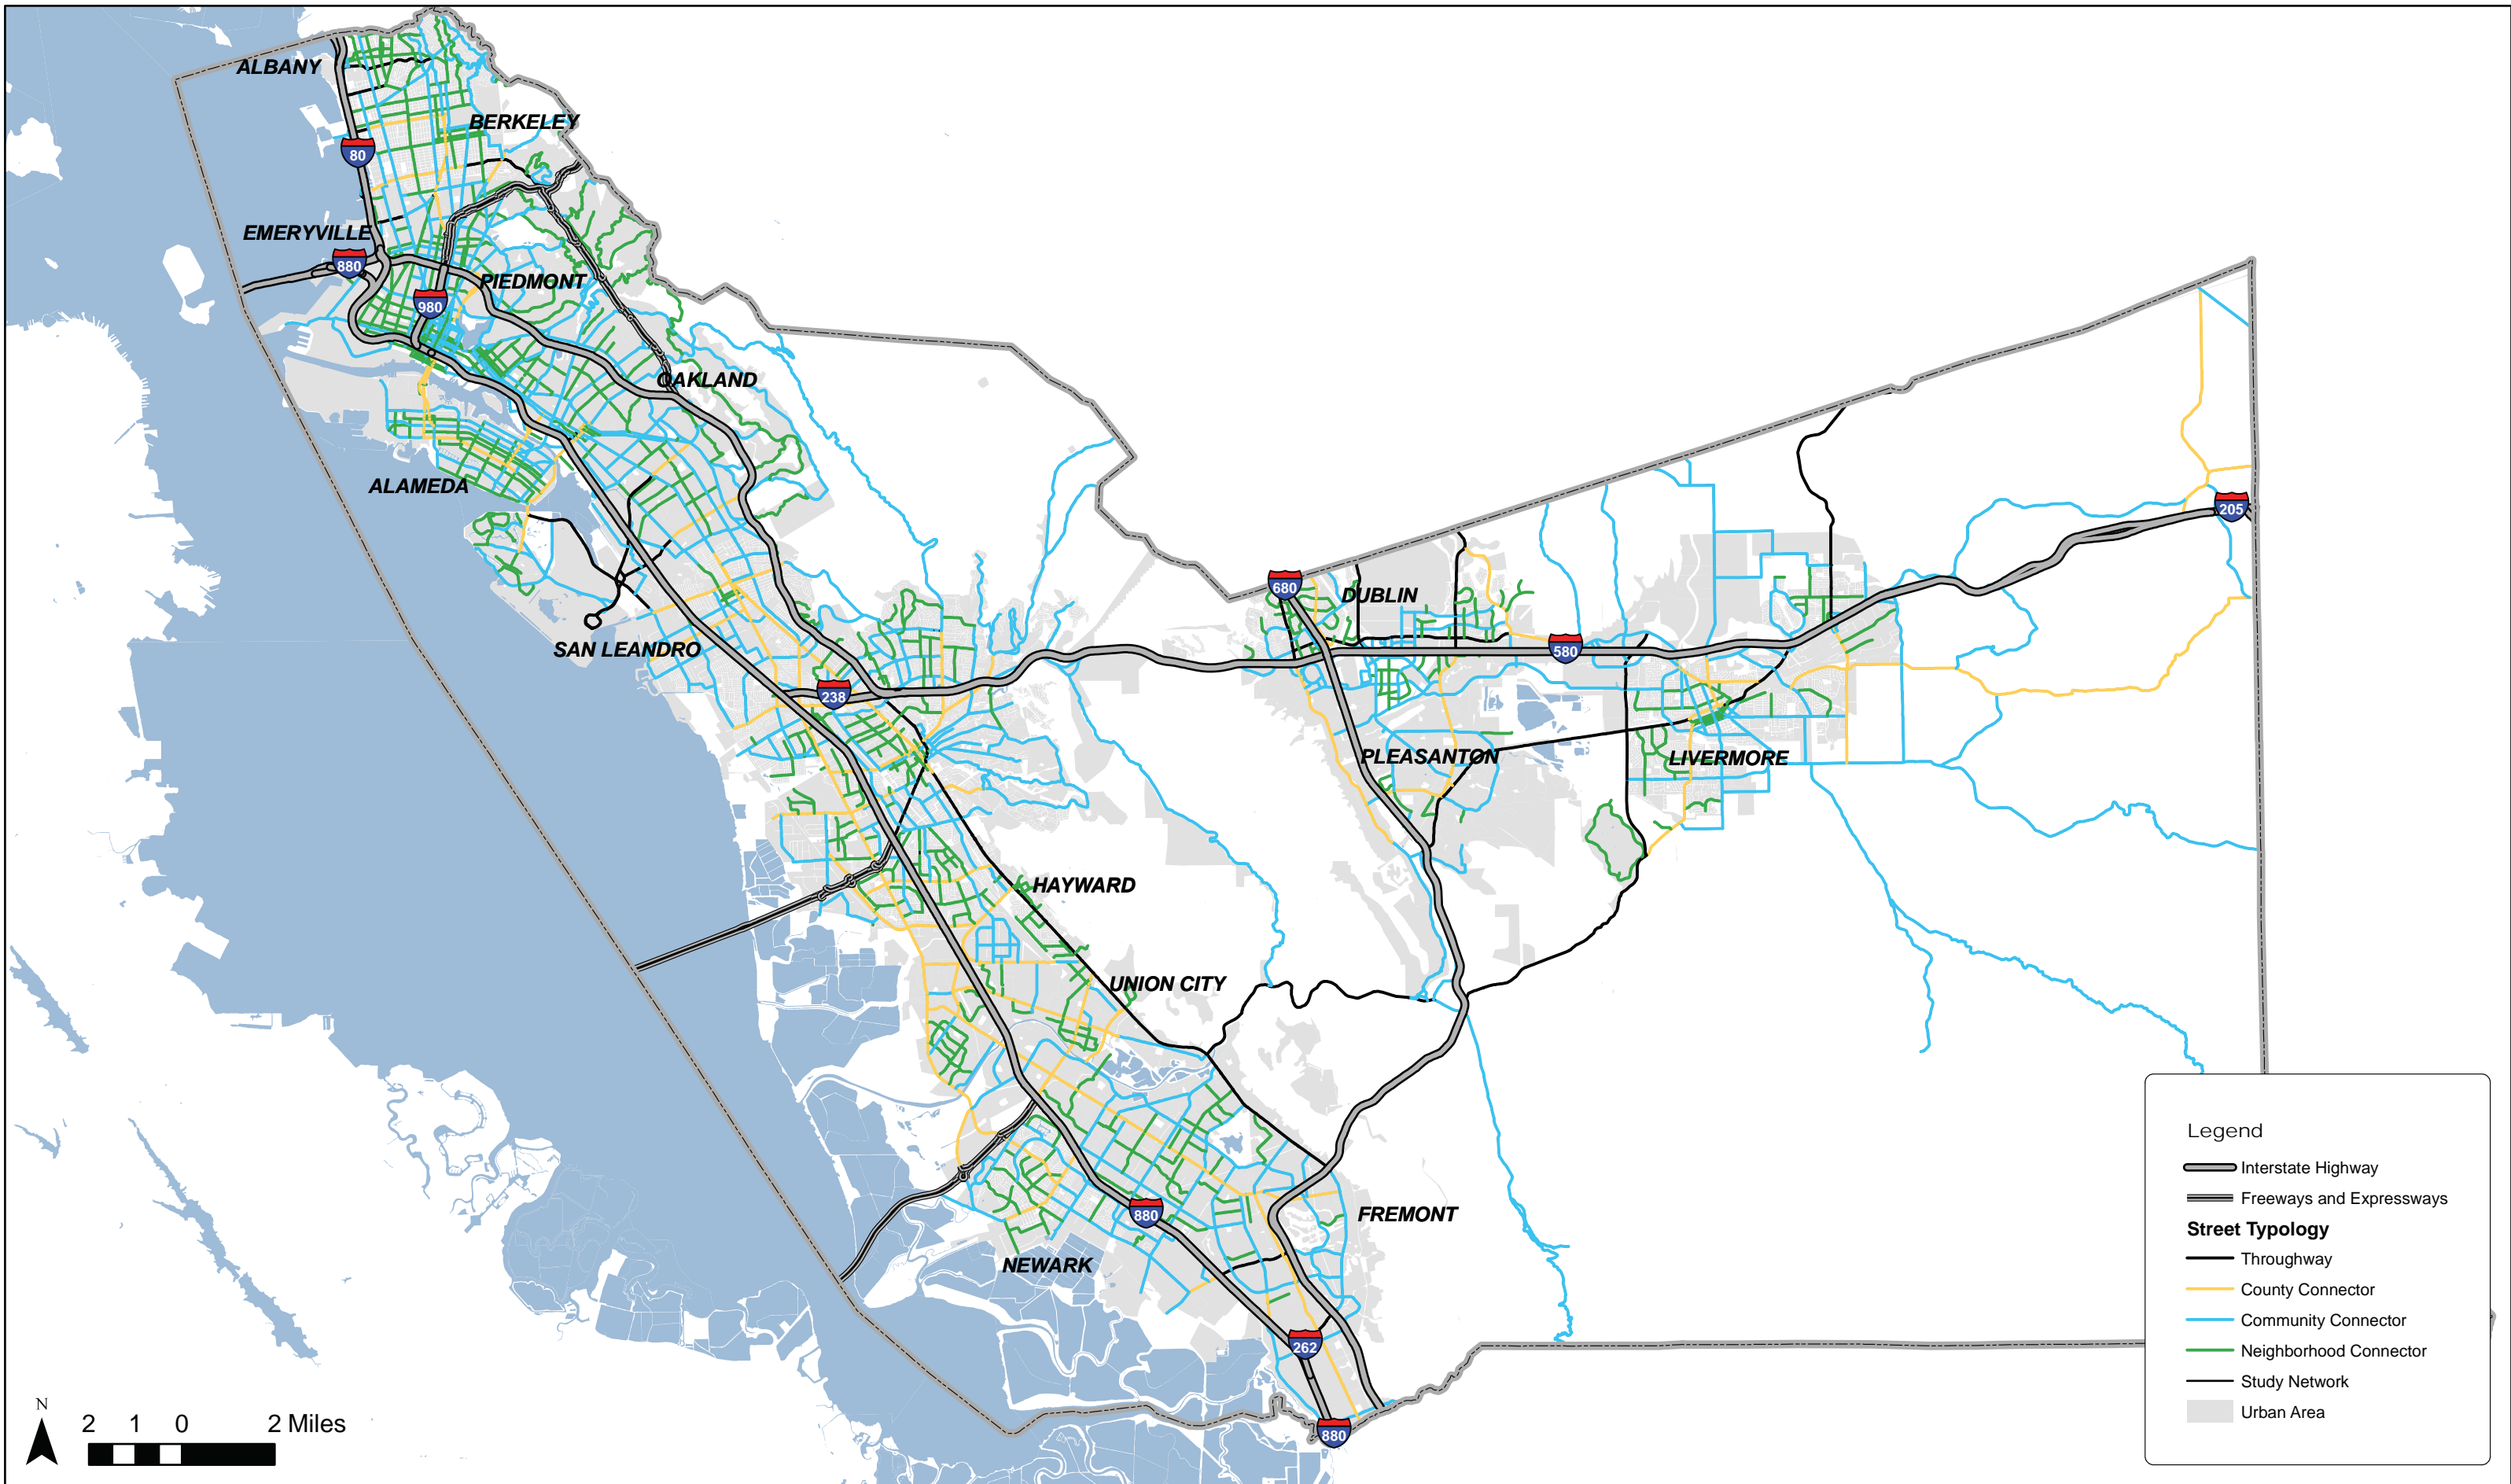 ALBANY
BERKELEY
80
EMERYVILLE
880
PIEDMONT
980
OAKLAND
ALAMEDA
205
680
DUBLIN
SAN LEANDRO
580
238
PLEASANTON
LIVERMORE
HAYWARD
UNION CITY
FREMONT
880
NEWARK
262
880
Legend
Interstate Highway
Freeways and Expressways
Street Typology
Throughway
County Connector
Community Connector
Neighborhood Connector
Study Network
Urban Area
N
2 1 0 2 Miles